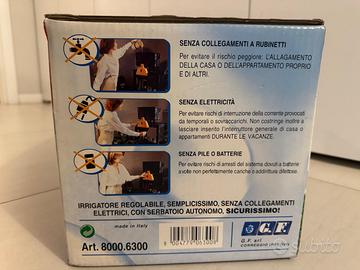 SENZA COLLEGAMENTI A RUBINETTI
Per evitare il rischio peggiore: L'ALLAGAMENTO
DELLA CASA O DELL'APPARTAMENTO PROPRIO
E DI ALTRI.
SENZA ELETTRICITÀ
Per evitare rischi di interruzione della corrente provocati
da temporali o sovraccarichi. Non costringe inoltre a
lasciare inserito l'interruttore generale di casa o
appartamento DURANTE LE VACANZE.
SENZA PILE O BATTERIE
Per evitare rischi di arresti del sistema dovuti a batterie
a volte non perfettamente cariche o addirittura difettose.
IRRIGATORE REGOLABILE, SEMPLICISSIMO, SENZA COLLEGAMENTI
ELETTRICI, CON SERBATOIO AUTONOMO, SICURISSIMO!
made in Italy
Art. 8000.6300
G.F.
G.F. srl
CORREGGIO
subito